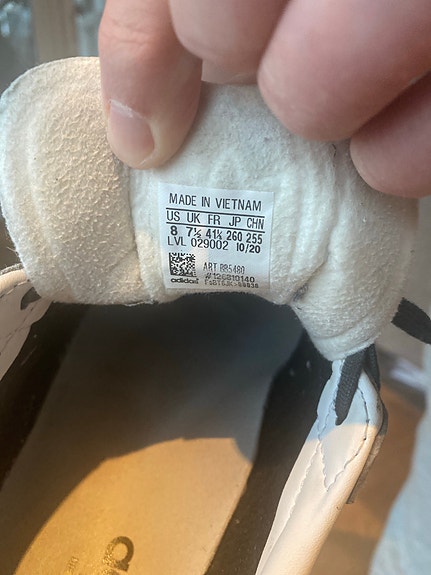 MADE IN VIETNAM
US UK FR JP CHN
8 7½ 41⅓ 260 255
LVL 029002 10/20
ART BB5480
#126810140
adidas